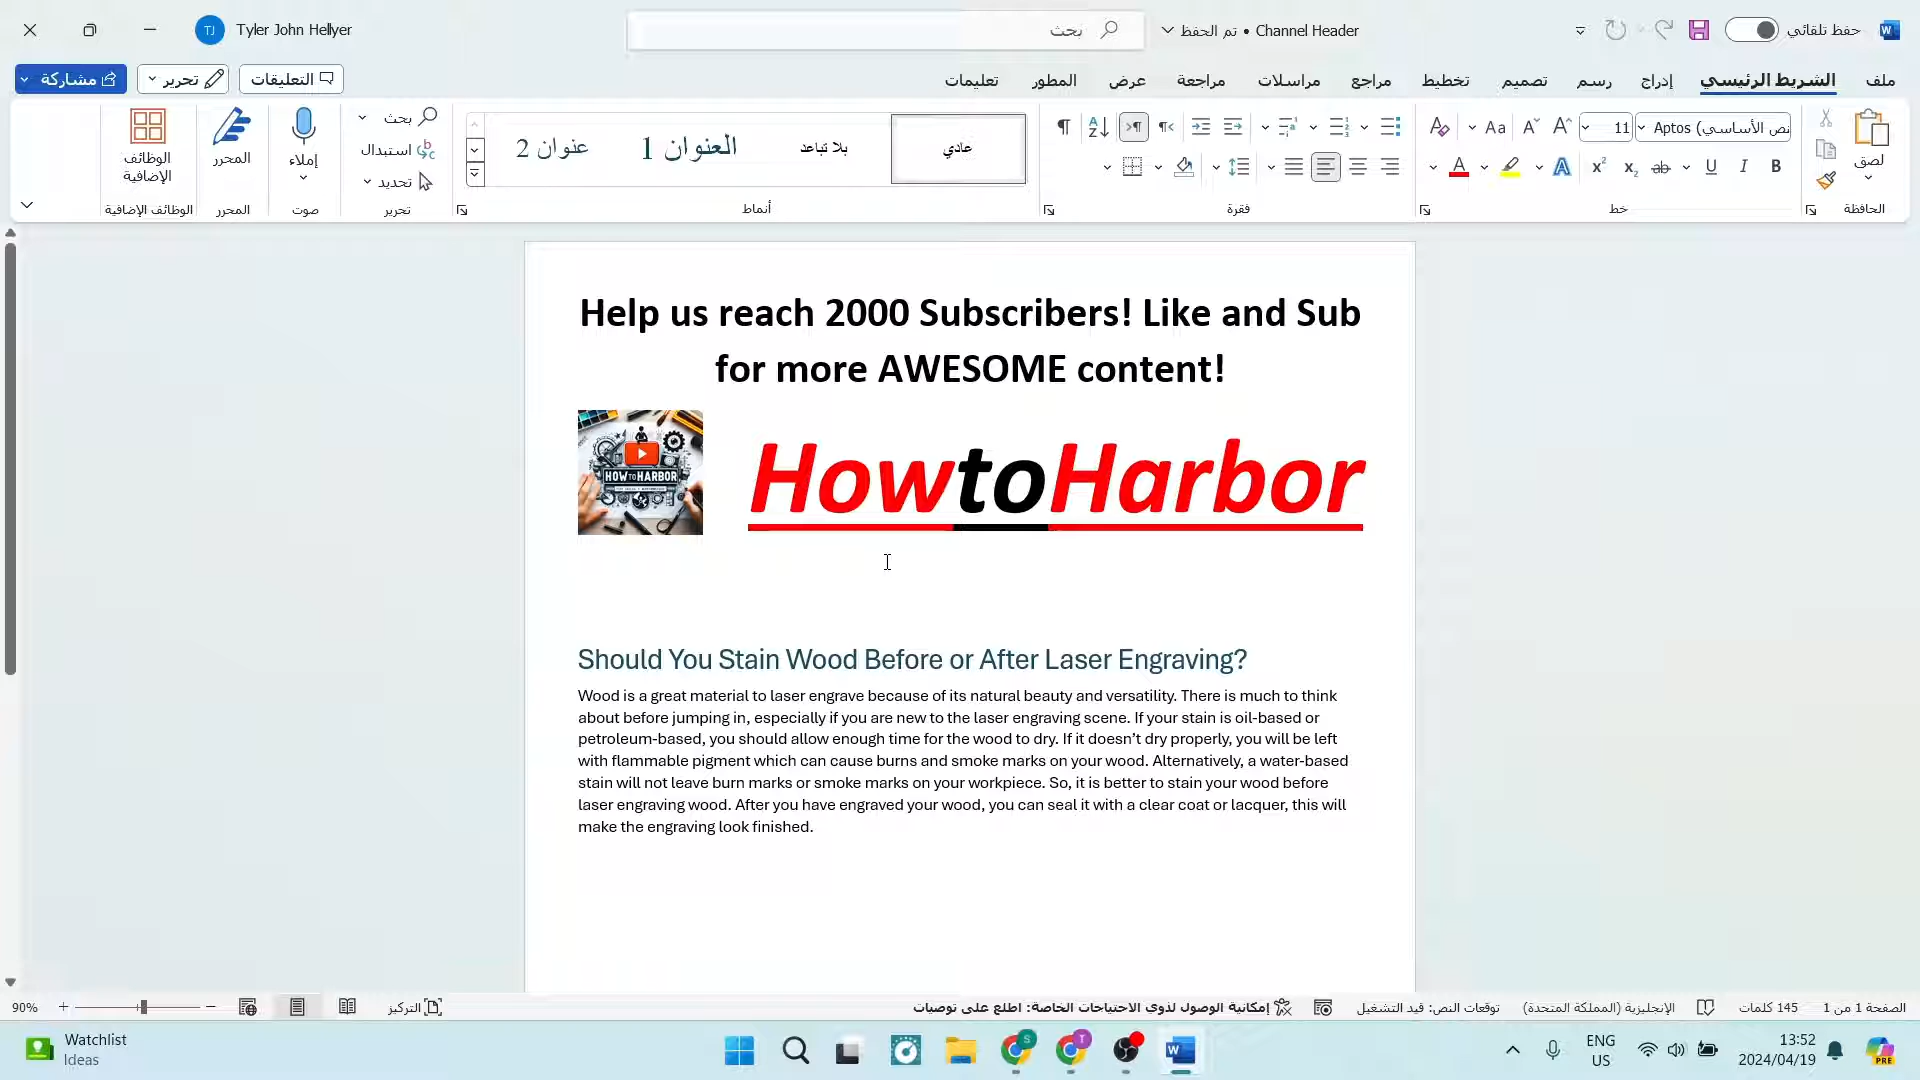 Tyler John Hellyer
بحث
Channel Header • تم الحفظ
حفظ تلقائي
ملف
الشريط الرئيسي
إدراج
رسم
تصميم
تخطيط
مراجع
مراسلات
مراجعة
عرض
المطور
تعليمات
التعليقات
تحرير
مشاركة
لصق
الحافظة
Aptos (نص الأساسي)
11
خط
فقرة
عادي
بلا تباعد
العنوان 1
عنوان 2
أنماط
بحث
استبدال
تحديد
تحرير
إملاء
صوت
المحرر
المحرر
الوظائف
الإضافية
الوظائف الإضافية
Help us reach 2000 Subscribers! Like and Sub
for more AWESOME content!
HOW TO HARBOR
HowtoHarbor
Should You Stain Wood Before or After Laser Engraving?
Wood is a great material to laser engrave because of its natural beauty and versatility. There is much to think
about before jumping in, especially if you are new to the laser engraving scene. If your stain is oil-based or
petroleum-based, you should allow enough time for the wood to dry. If it doesn’t dry properly, you will be left
with flammable pigment which can cause burns and smoke marks on your wood. Alternatively, a water-based
stain will not leave burn marks or smoke marks on your workpiece. So, it is better to stain your wood before
laser engraving wood. After you have engraved your wood, you can seal it with a clear coat or lacquer, this will
make the engraving look finished.
الصفحة 1 من 1
145 كلمات
الإنجليزية (المملكة المتحدة)
توقعات النص: قيد التشغيل
إمكانية الوصول لذوي الاحتياجات الخاصة: اطلع على توصيات
التركيز
90%
Watchlist
Ideas
ENG
US
13:52
2024/04/19